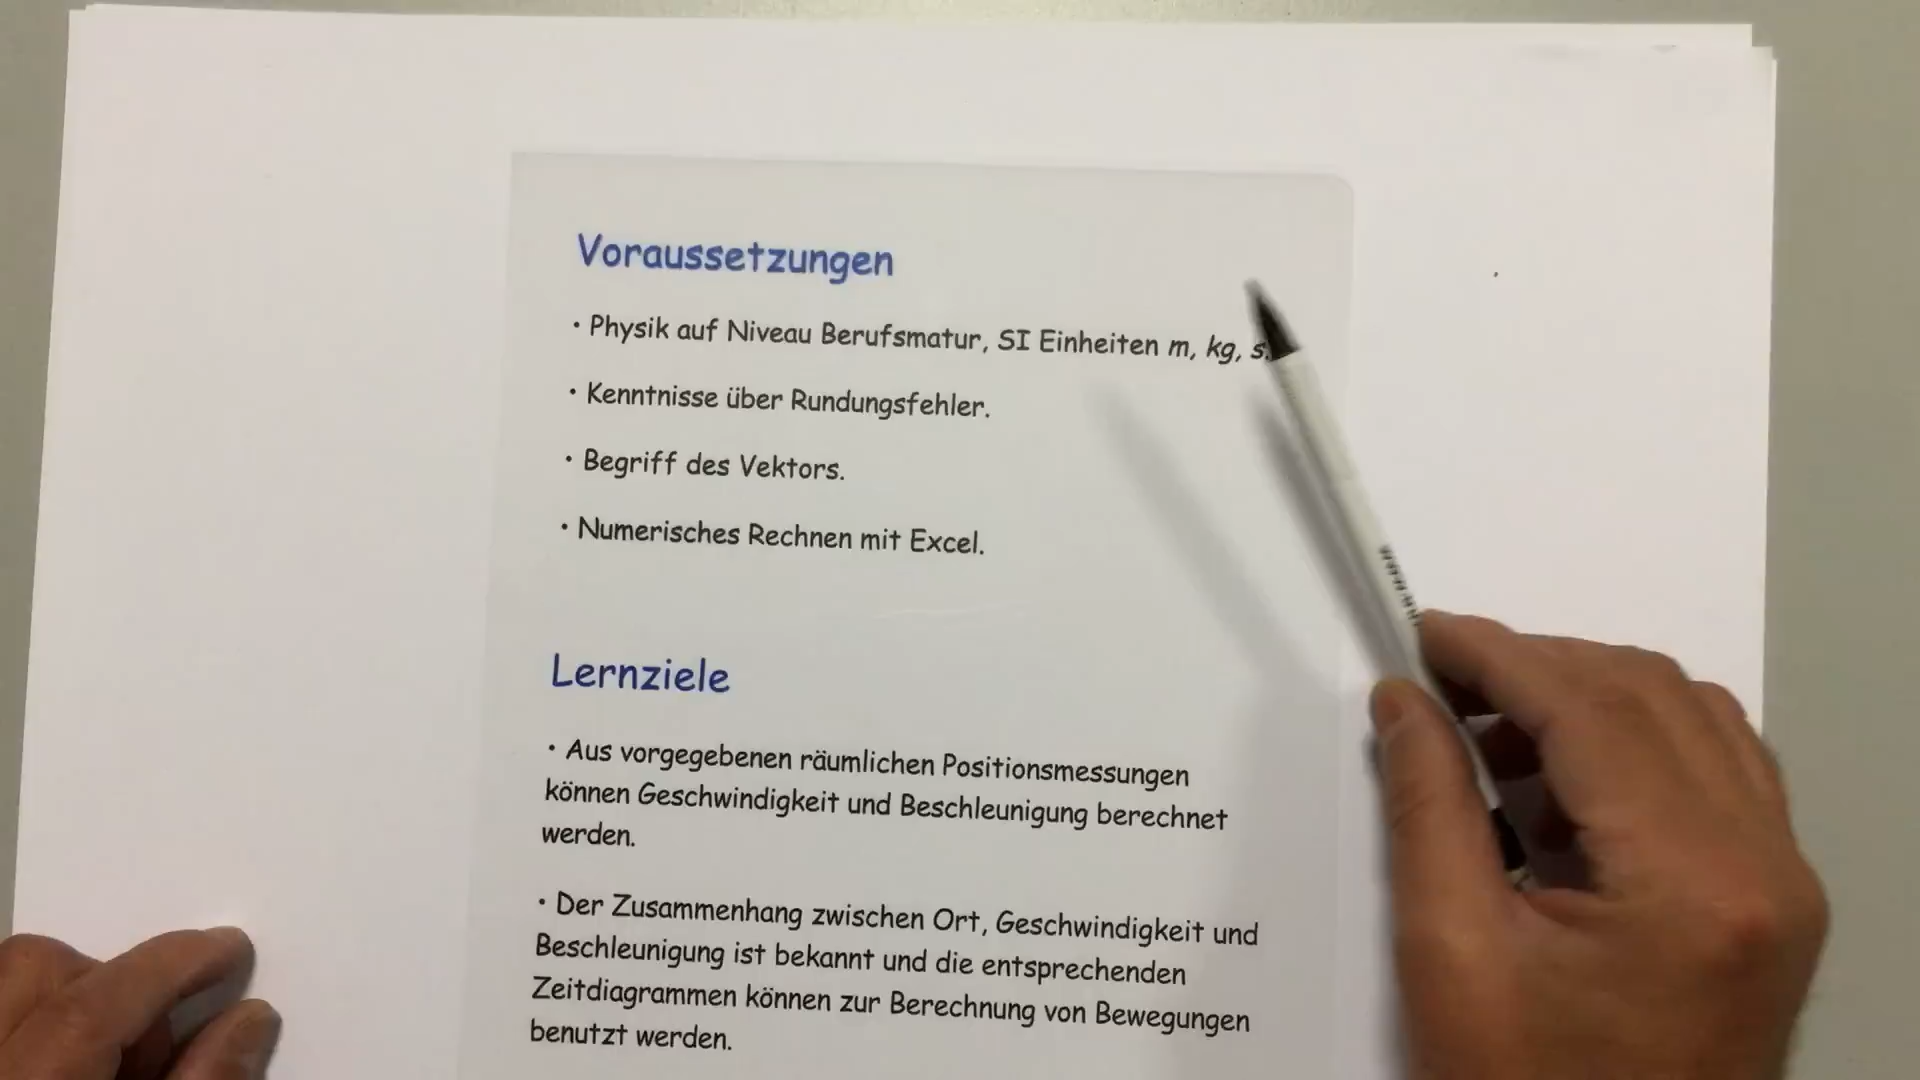 Voraussetzungen
• Physik auf Niveau Berufsmatur, SI Einheiten m, kg, s.
• Kenntnisse über Rundungsfehler.
• Begriff des Vektors.
• Numerisches Rechnen mit Excel.
Lernziele
• Aus vorgegebenen räumlichen Positionsmessungen
können Geschwindigkeit und Beschleunigung berechnet
werden.
• Der Zusammenhang zwischen Ort, Geschwindigkeit und
Beschleunigung ist bekannt und die entsprechenden
Zeitdiagrammen können zur Berechnung von Bewegungen
benutzt werden.